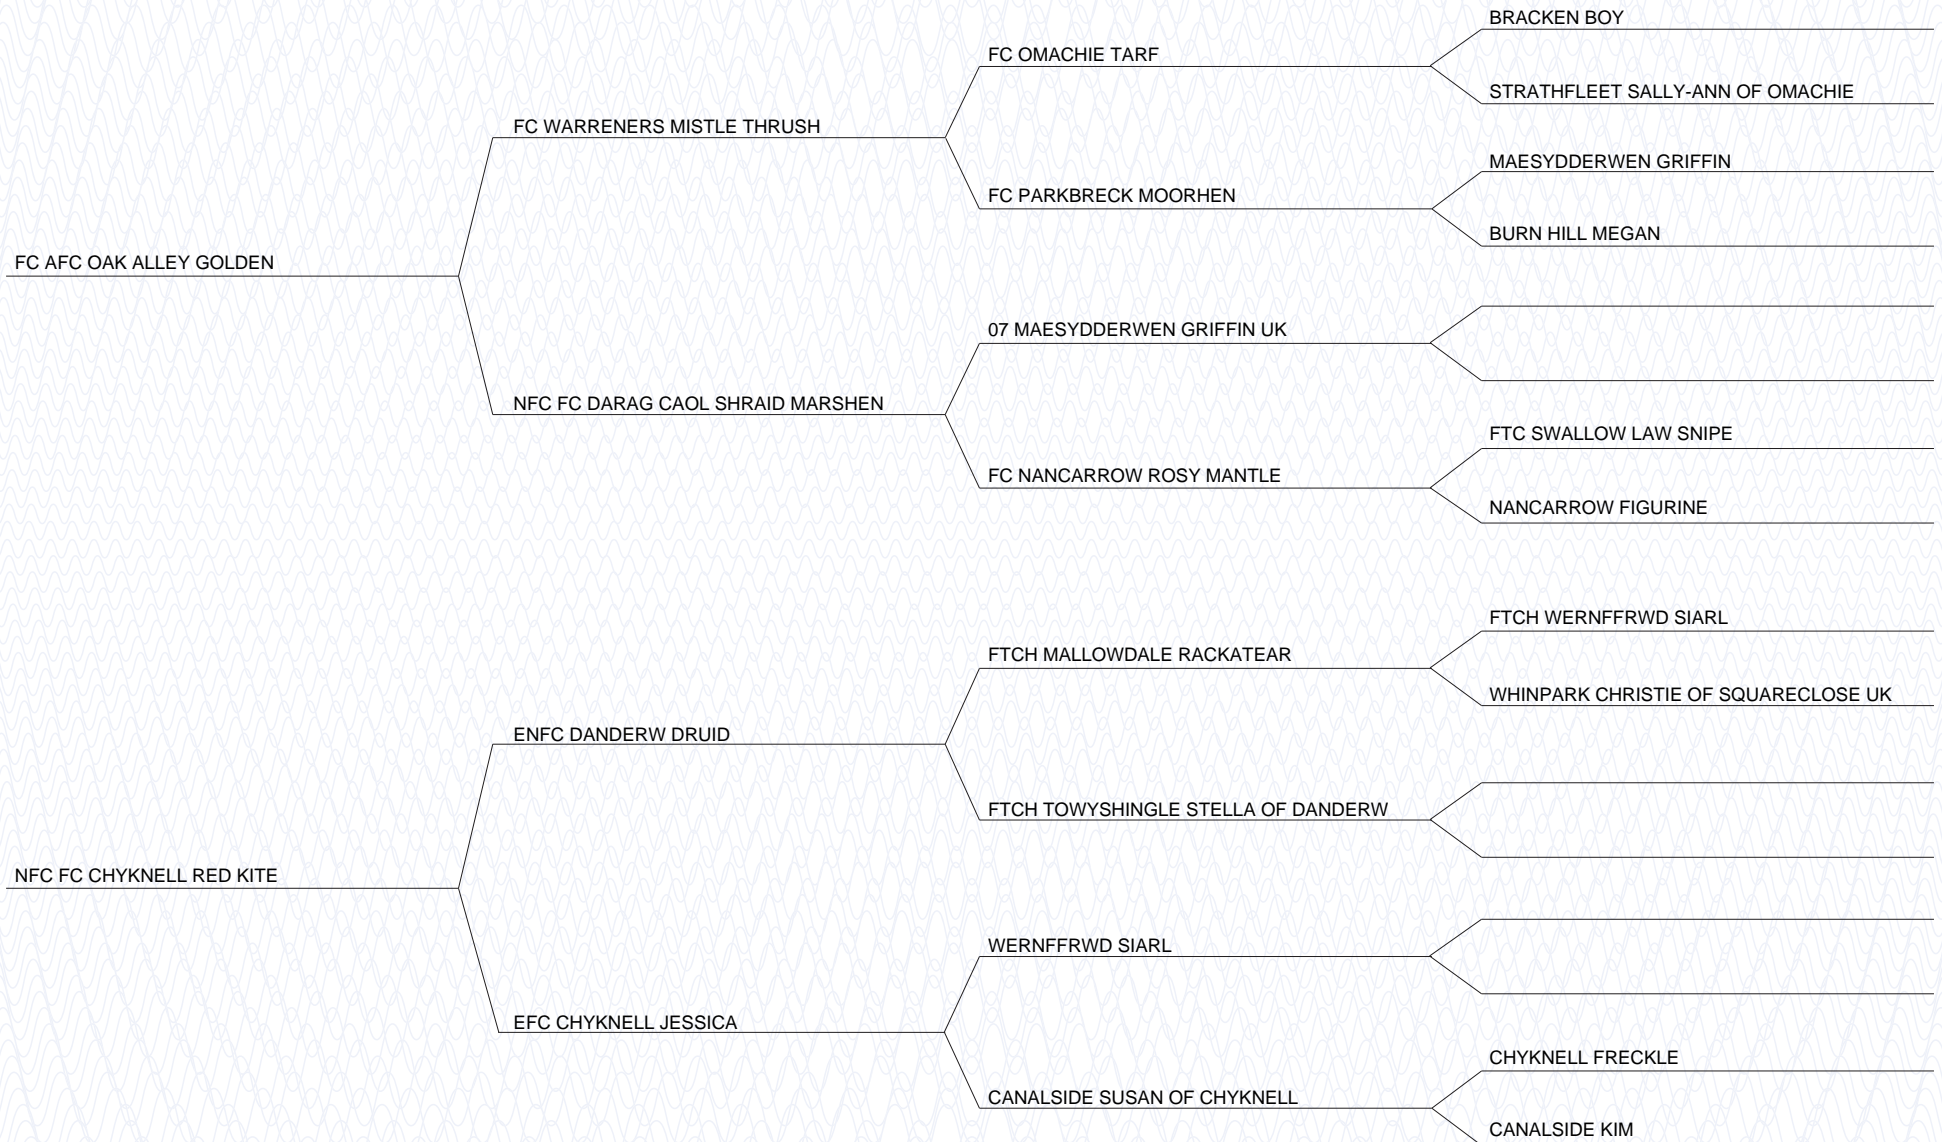 BRACKEN BOY
FC OMACHIE TARF
STRATHFLEET SALLY-ANN OF OMACHIE
FC WARRENERS MISTLE THRUSH
MAESYDDERWEN GRIFFIN
FC PARKBRECK MOORHEN
BURN HILL MEGAN
FC AFC OAK ALLEY GOLDEN
07 MAESYDDERWEN GRIFFIN UK
NFC FC DARAG CAOL SHRAID MARSHEN
FTC SWALLOW LAW SNIPE
FC NANCARROW ROSY MANTLE
NANCARROW FIGURINE
FTCH WERNFFRWD SIARL
FTCH MALLOWDALE RACKATEAR
WHINPARK CHRISTIE OF SQUARECLOSE UK
ENFC DANDERW DRUID
FTCH TOWYSHINGLE STELLA OF DANDERW
NFC FC CHYKNELL RED KITE
WERNFFRWD SIARL
EFC CHYKNELL JESSICA
CHYKNELL FRECKLE
CANALSIDE SUSAN OF CHYKNELL
CANALSIDE KIM